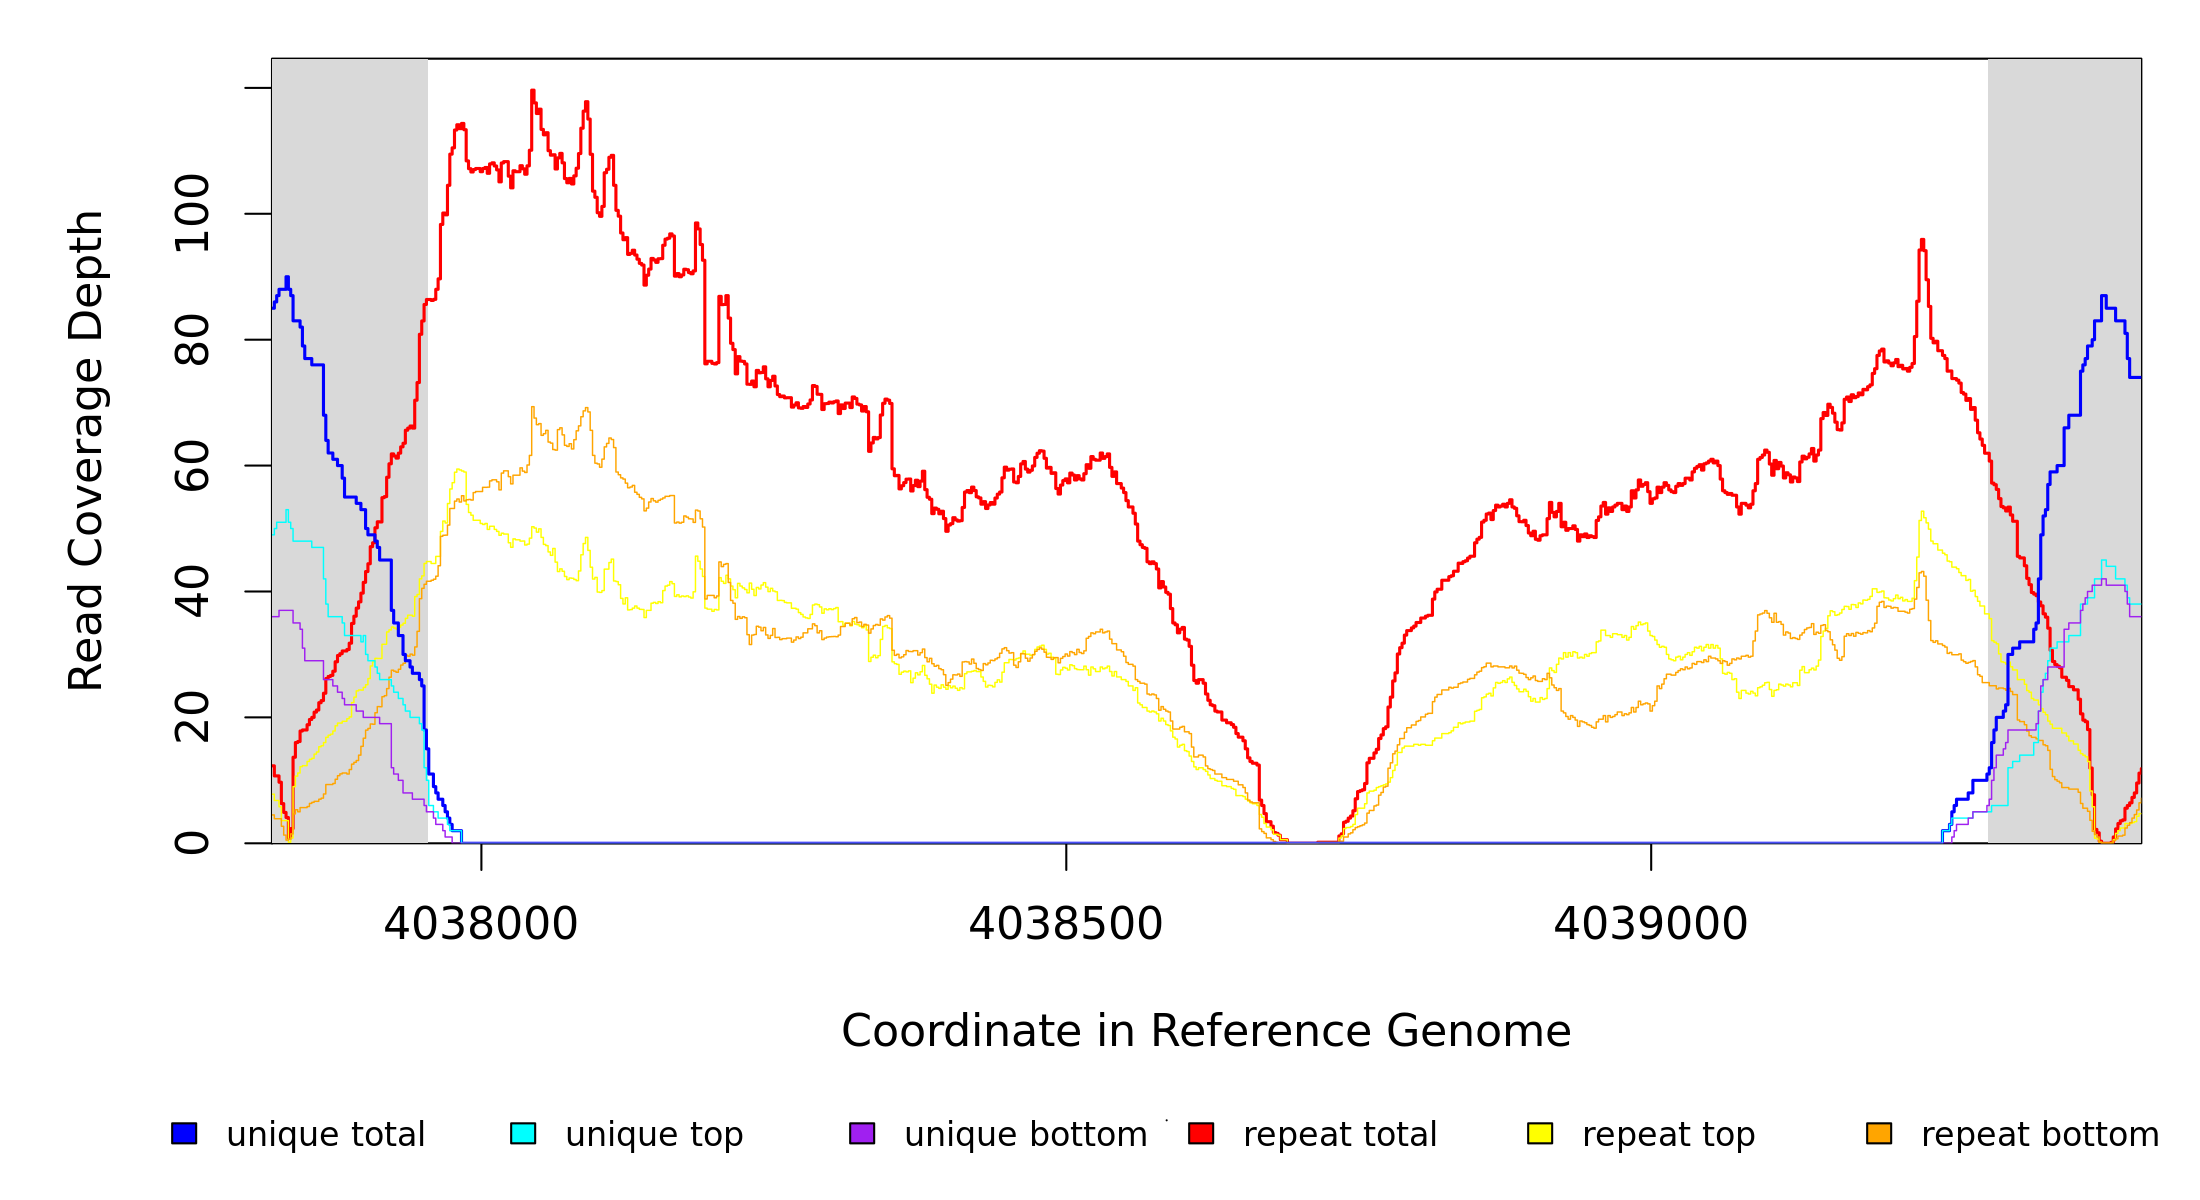 Read Coverage Depth
100
80
60
40
20
0
4038000 4038500 4039000
Coordinate in Reference Genome
unique total unique top unique bottom repeat total repeat top repeat bottom